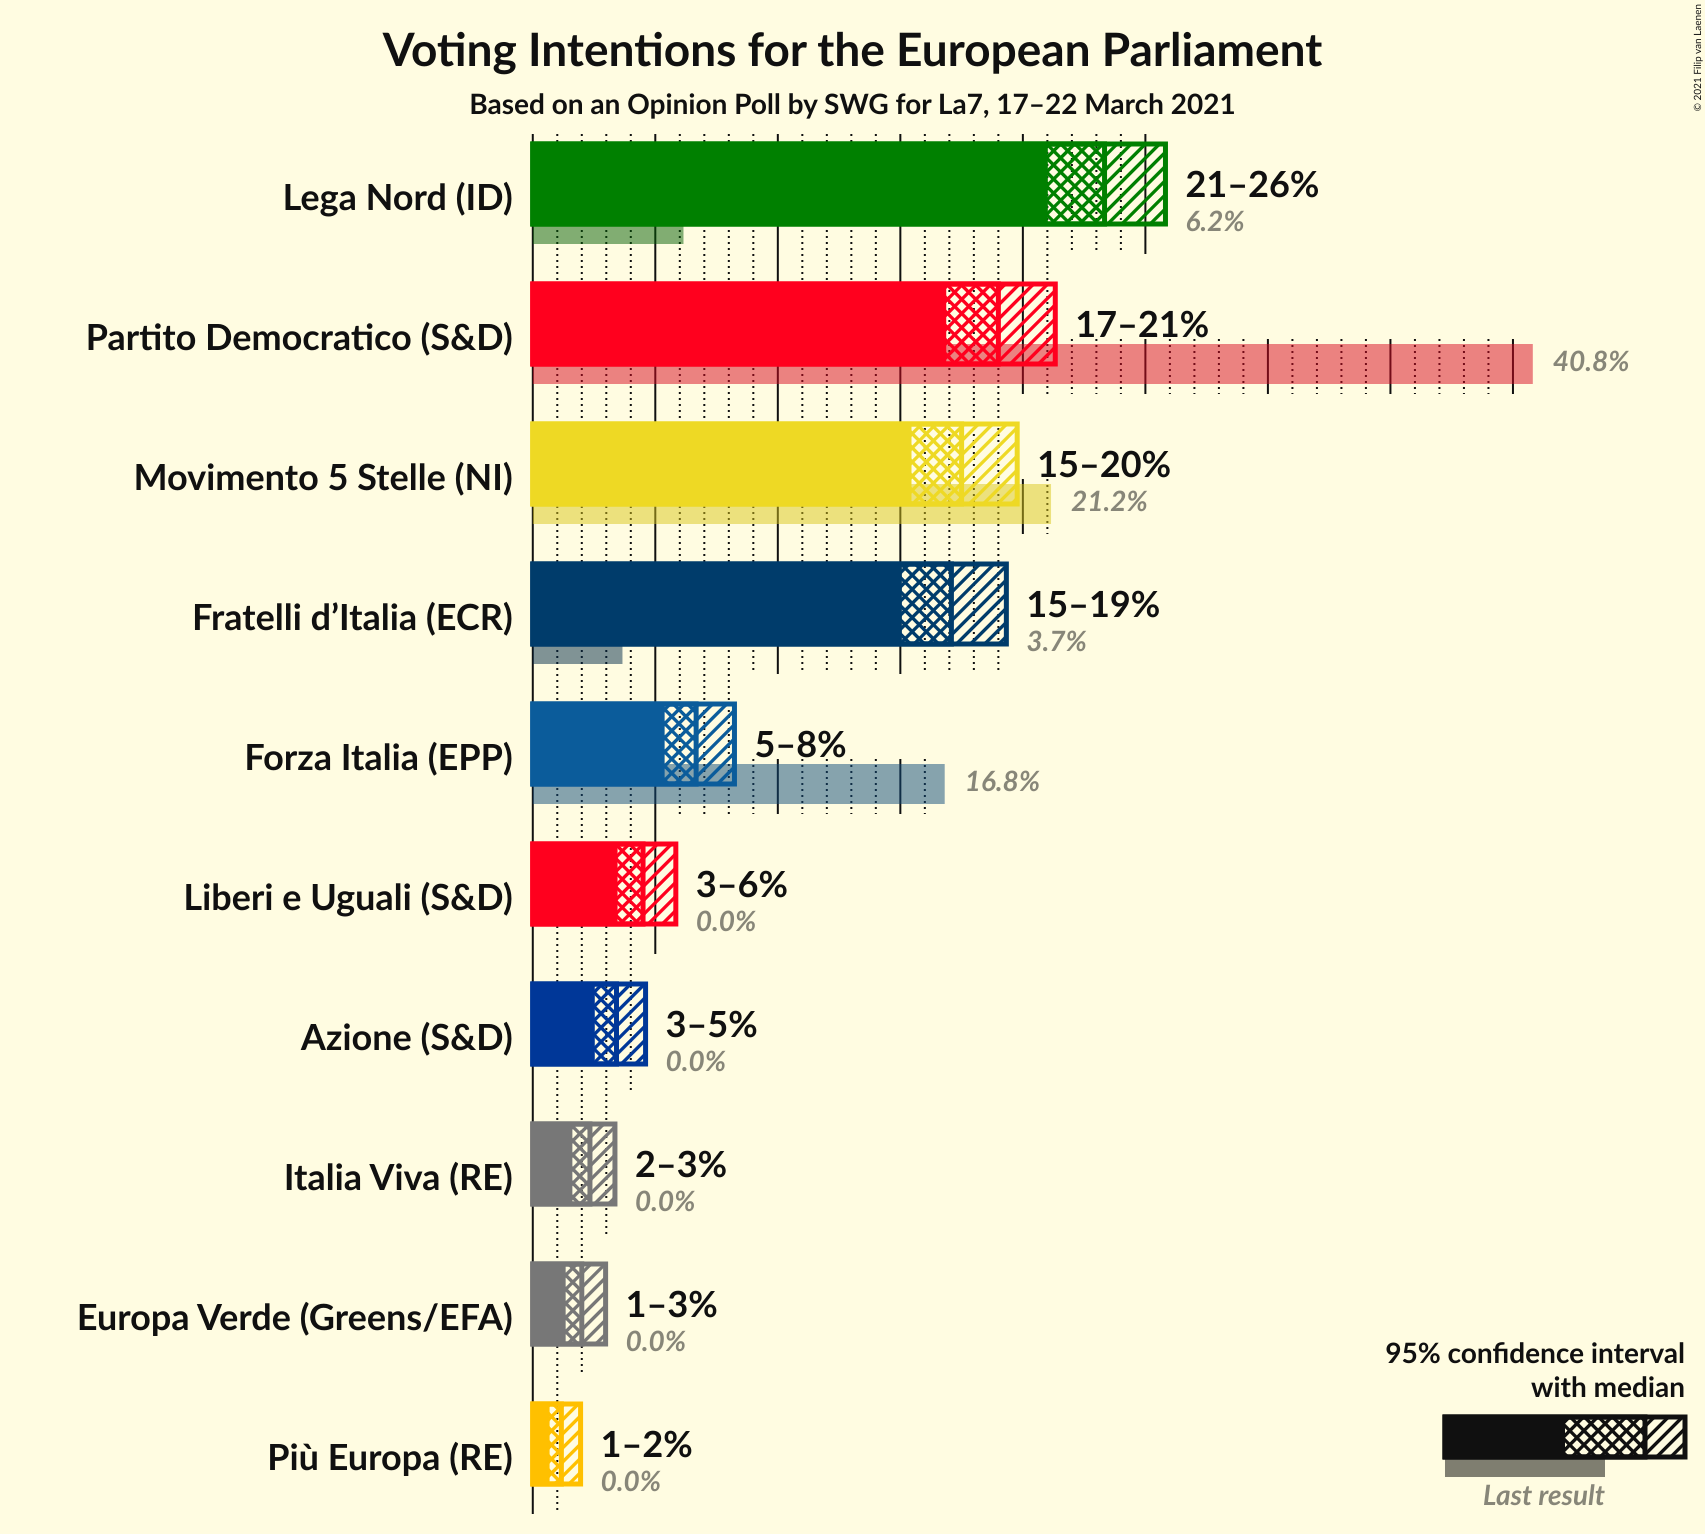 Voting Intentions for the European Parliament
Based on an Opinion Poll by SWG for La7, 17–22 March 2021
© 2021 Filip van Laenen
Lega Nord (ID)
21–26%
6.2%
Partito Democratico (S&D)
17–21%
40.8%
Movimento 5 Stelle (NI)
15–20%
21.2%
Fratelli d’Italia (ECR)
15–19%
3.7%
Forza Italia (EPP)
5–8%
16.8%
Liberi e Uguali (S&D)
3–6%
0.0%
Azione (S&D)
3–5%
0.0%
Italia Viva (RE)
2–3%
0.0%
Europa Verde (Greens/EFA)
1–3%
0.0%
Più Europa (RE)
1–2%
0.0%
95% confidence interval
with median
Last result